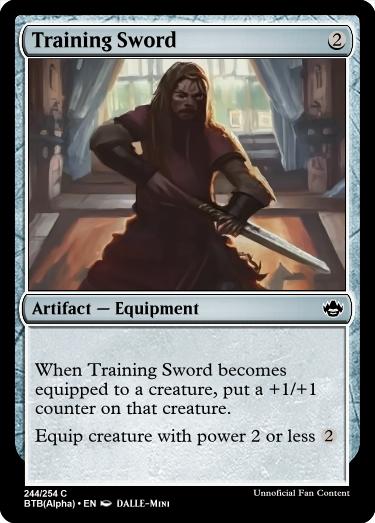 Training Sword 2
Artifact — Equipment
When Training Sword becomes
equipped to a creature, put a +1/+1
counter on that creature.
Equip creature with power 2 or less 2
244/254 C
Unofficial Fan Content
BTB(Alpha) • EN DALLE-Mini